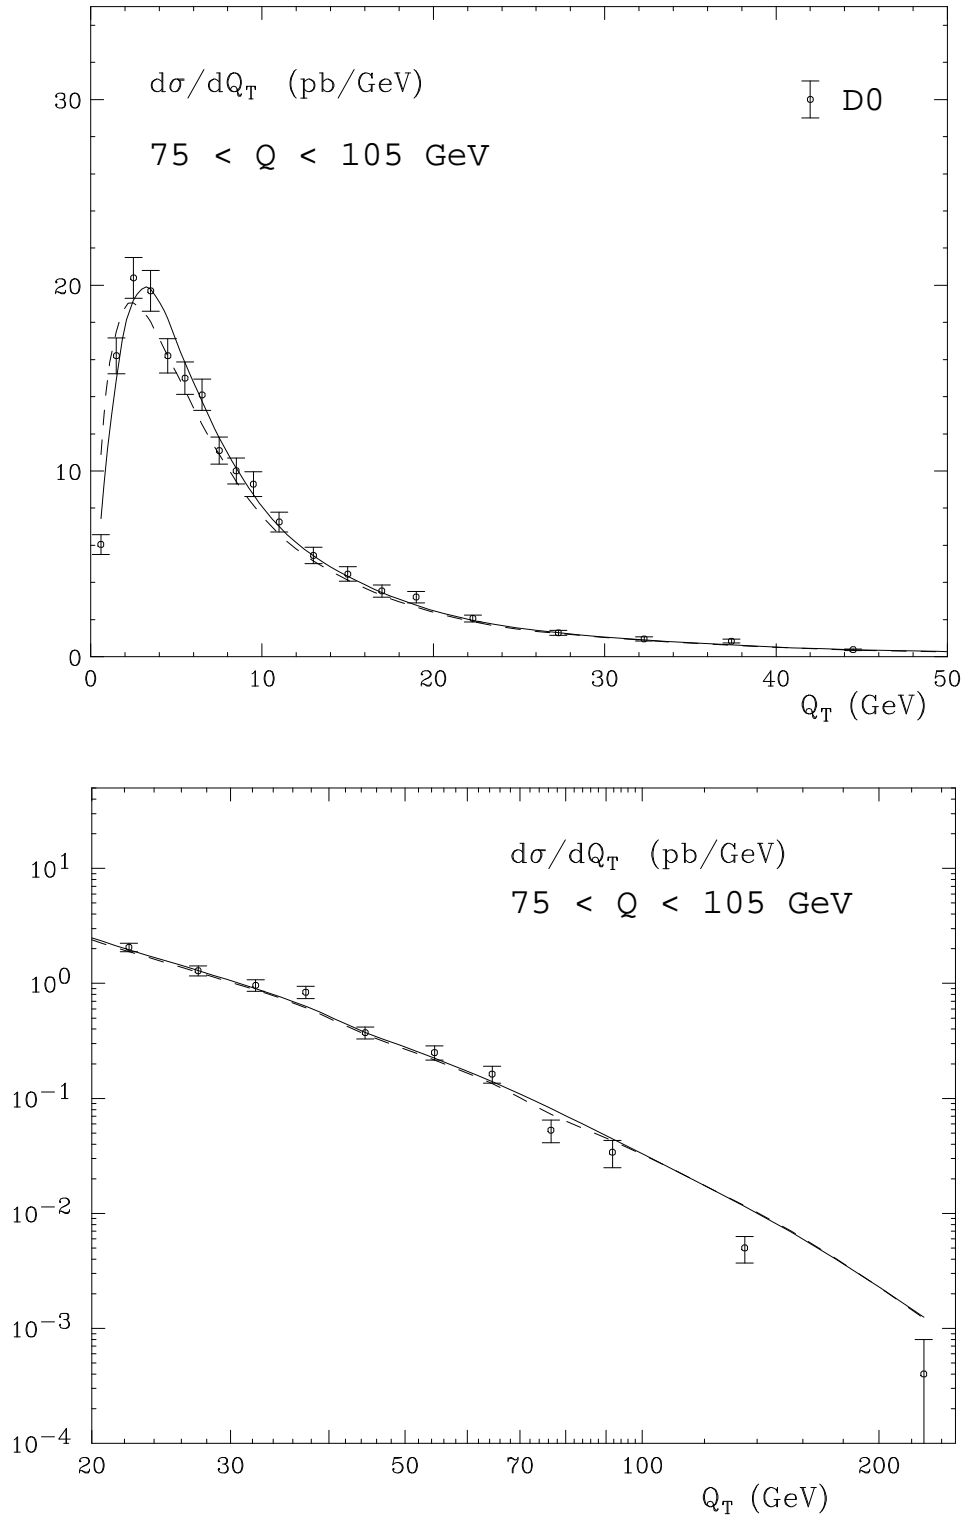 dσ/dQ_T (pb/GeV)
D0
75 < Q < 105 GeV
30
20
10
0
0 10 20 30 40 50
Q_T (GeV)
dσ/dQ_T (pb/GeV)
75 < Q < 105 GeV
10^1
10^0
10^−1
10^−2
10^−3
10^−4
20 30 50 70 100 200
Q_T (GeV)